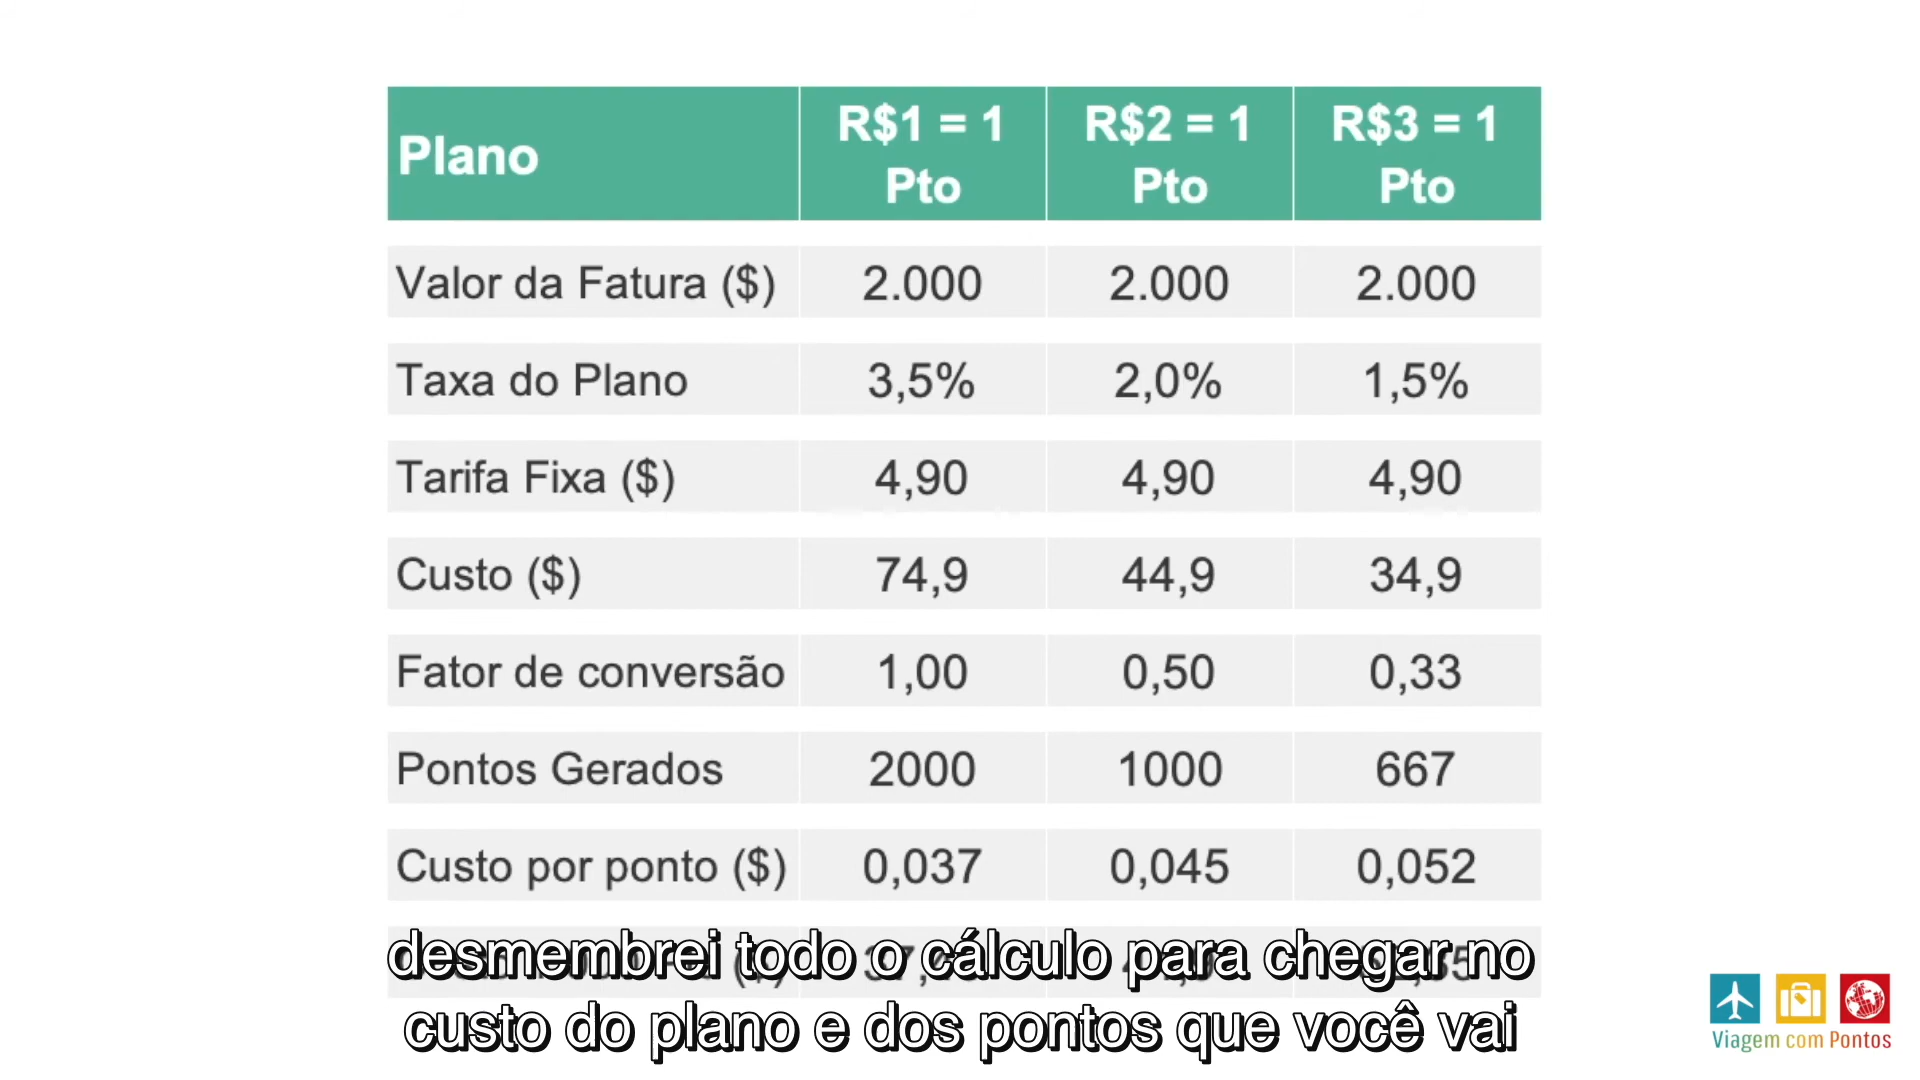 Plano R$1 = 1 Pto R$2 = 1 Pto R$3 = 1 Pto
Valor da Fatura ($) 2.000 2.000 2.000
Taxa do Plano 3,5% 2,0% 1,5%
Tarifa Fixa ($) 4,90 4,90 4,90
Custo ($) 74,9 44,9 34,9
Fator de conversão 1,00 0,50 0,33
Pontos Gerados 2000 1000 667
Custo por ponto ($) 0,037 0,045 0,052
desmembrei todo o cálculo para chegar no
custo do plano e dos pontos que você vai
Viagem com Pontos